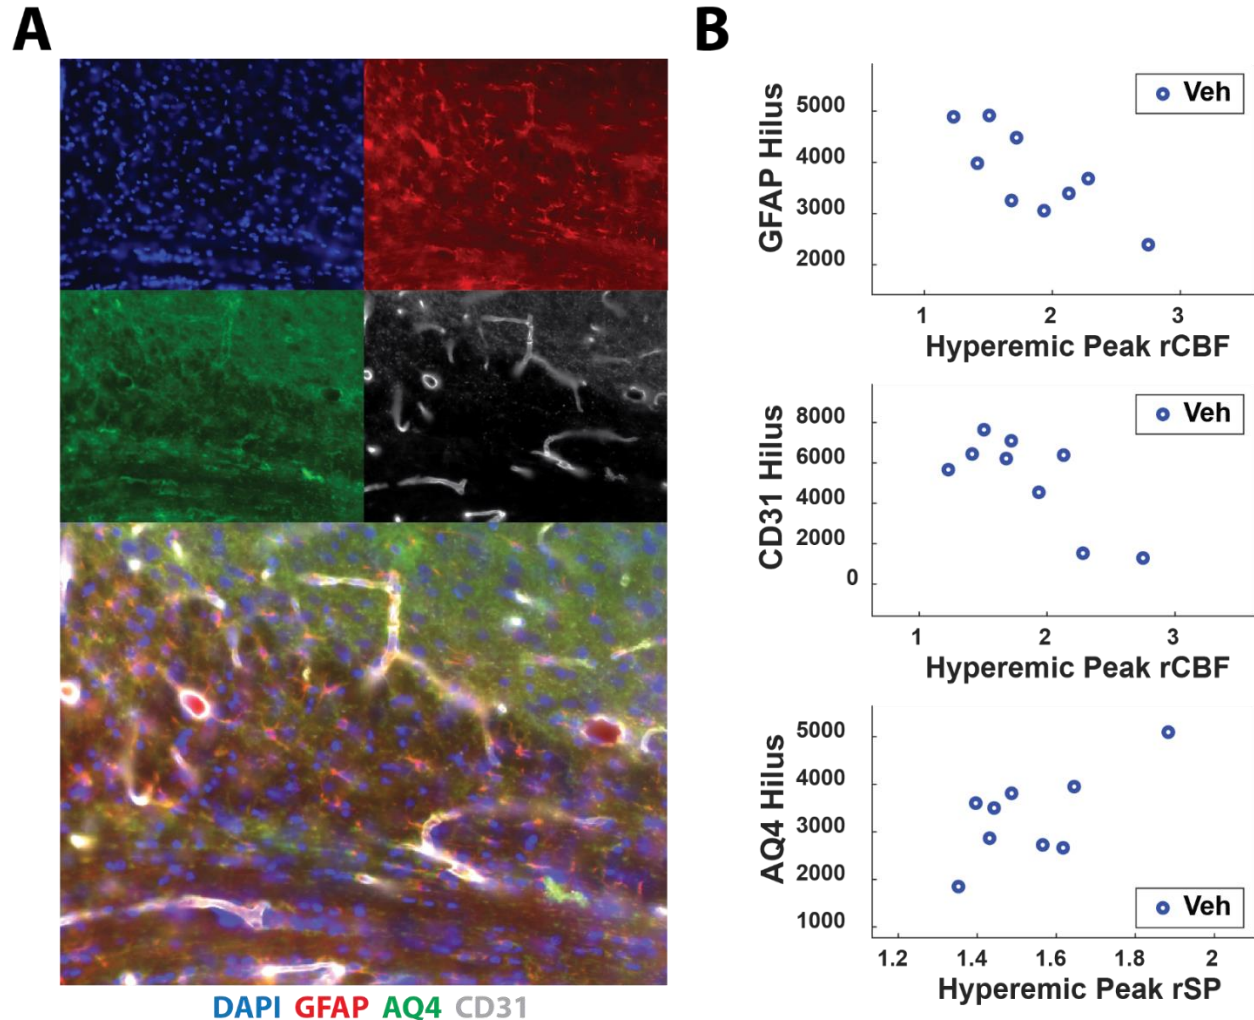 A
B
DAPI GFAP AQ4 CD31
Veh
GFAP Hilus
5000
4000
3000
2000
1 2 3
Hyperemic Peak rCBF
Veh
CD31 Hilus
8000
6000
4000
2000
0
1 2 3
Hyperemic Peak rCBF
AQ4 Hilus
5000
4000
3000
2000
1000
Veh
1.2 1.4 1.6 1.8 2
Hyperemic Peak rSP